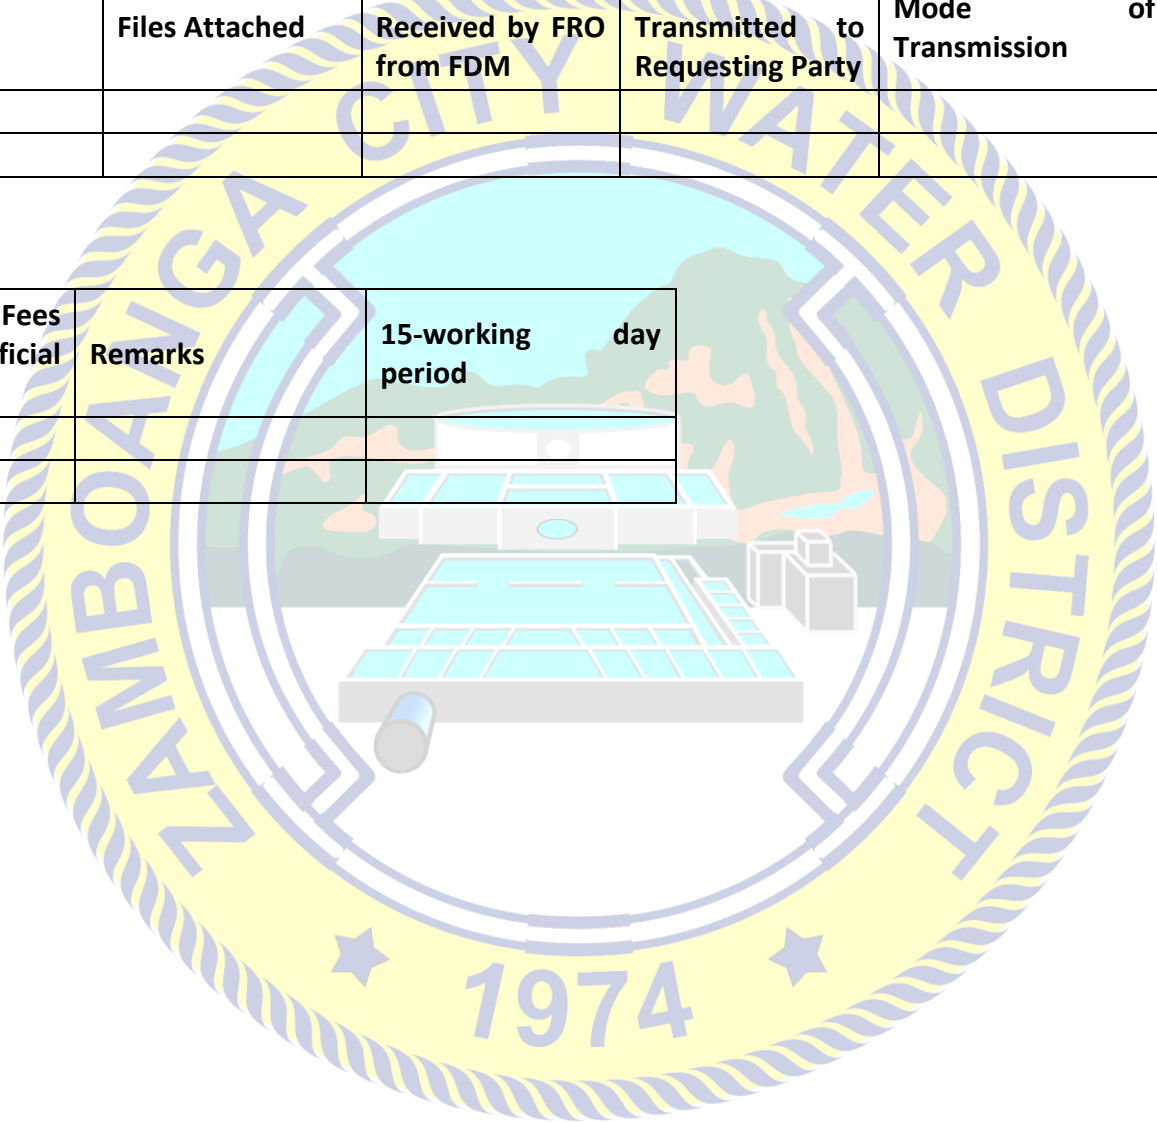 Files Attached
Received by FRO
from FDM
Transmitted to
Requesting Party
Mode of
Transmission
Fees
ficial
Remarks
15-working day
period
ZAMBOANGA CITY WATER DISTRICT
1974